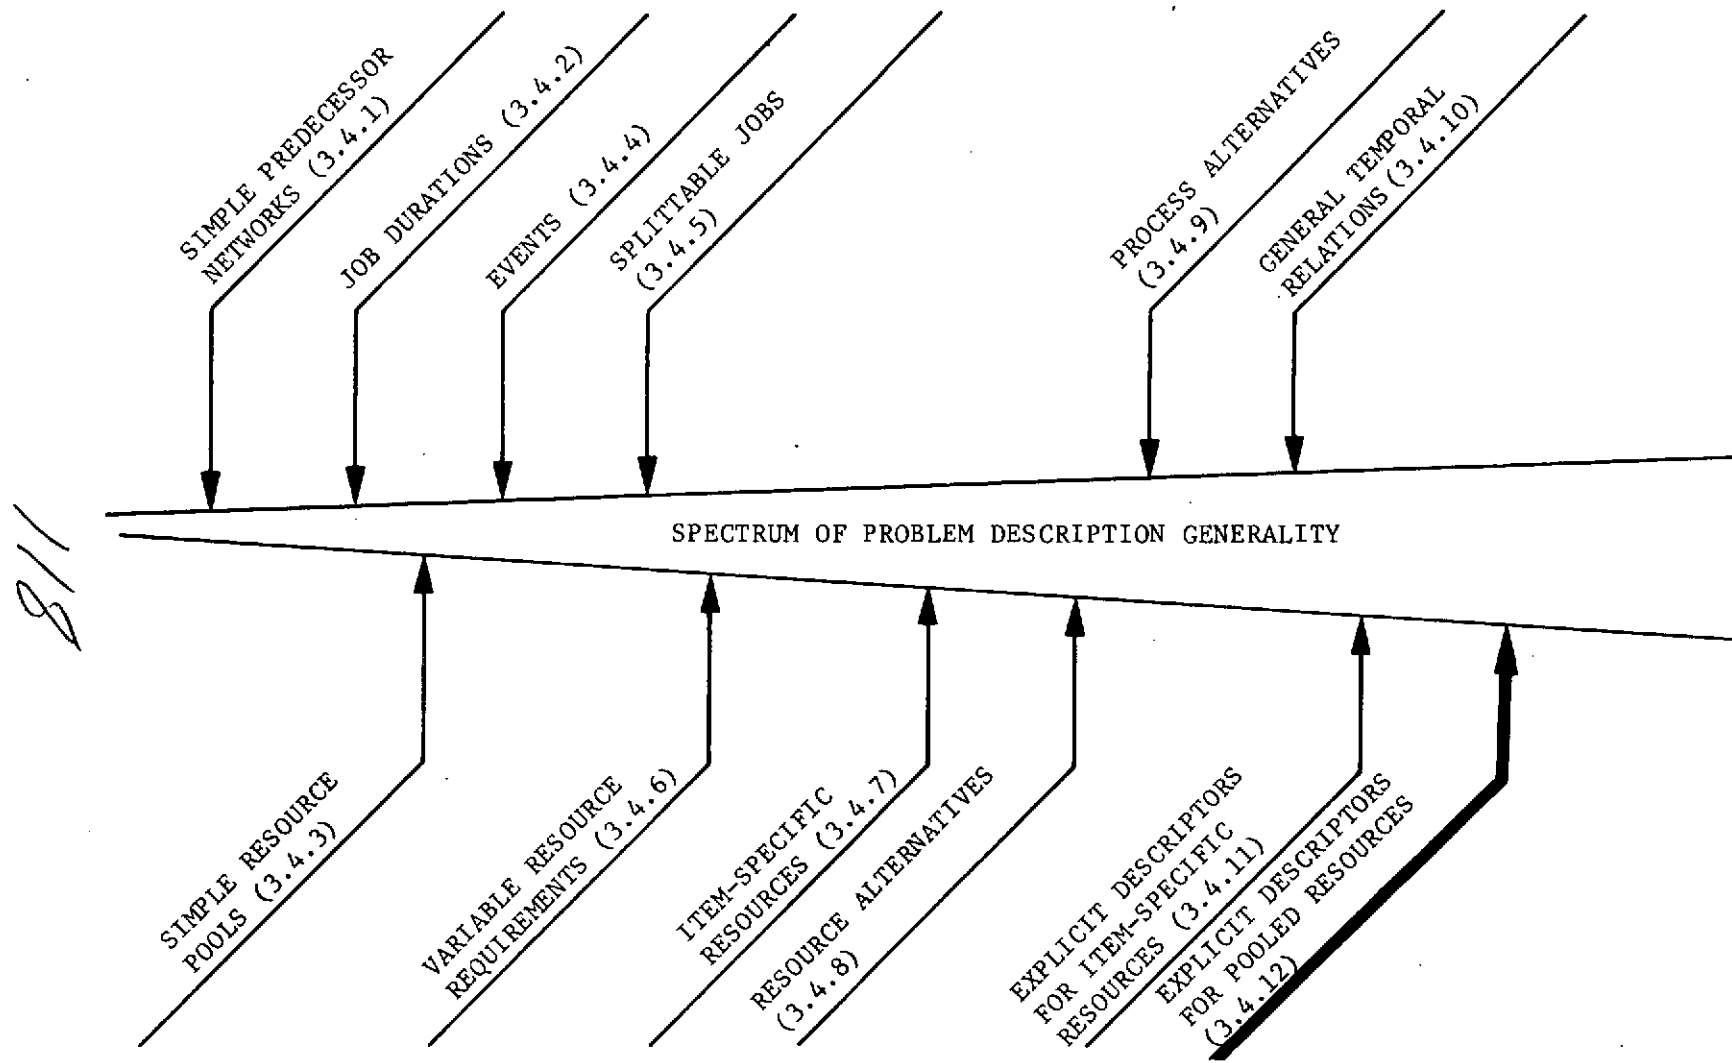 SIMPLE PREDECESSOR
NETWORKS (3.4.1)
JOB DURATIONS (3.4.2)
EVENTS (3.4.4)
SPLITTABLE JOBS
(3.4.5)
PROCESS ALTERNATIVES
(3.4.9)
GENERAL TEMPORAL
RELATIONS (3.4.10)
SPECTRUM OF PROBLEM DESCRIPTION GENERALITY
118
SIMPLE RESOURCE
POOLS (3.4.3)
VARIABLE RESOURCE
REQUIREMENTS (3.4.6)
ITEM-SPECIFIC
RESOURCES (3.4.7)
RESOURCE ALTERNATIVES
(3.4.8)
EXPLICIT DESCRIPTORS
FOR ITEM-SPECIFIC
RESOURCES (3.4.11)
EXPLICIT DESCRIPTORS
FOR POOLED RESOURCES
(3.4.12)